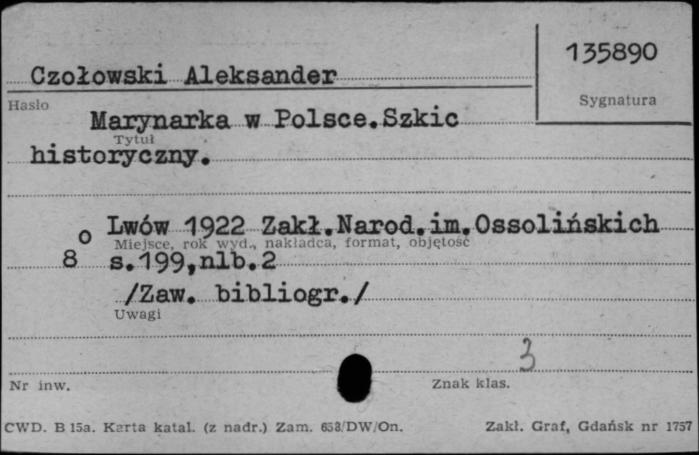 135890
Czołowski Aleksander
Hasło
Sygnatura
Marynarka w Polsce.Szkic
Tytuł
historyczny.
Lwów 1922 Zakł.Narod.im.Ossolińskich
Miejsce, rok wyd., nakładca, format, objętość
8° s.199,nlb.2
/Zaw. bibliogr./
Uwagi
3
Nr inw.
Znak klas.
CWD. B 15a. Karta katal. (z nadr.) Zam. 658/DW/On.
Zakł. Graf, Gdańsk nr 1757